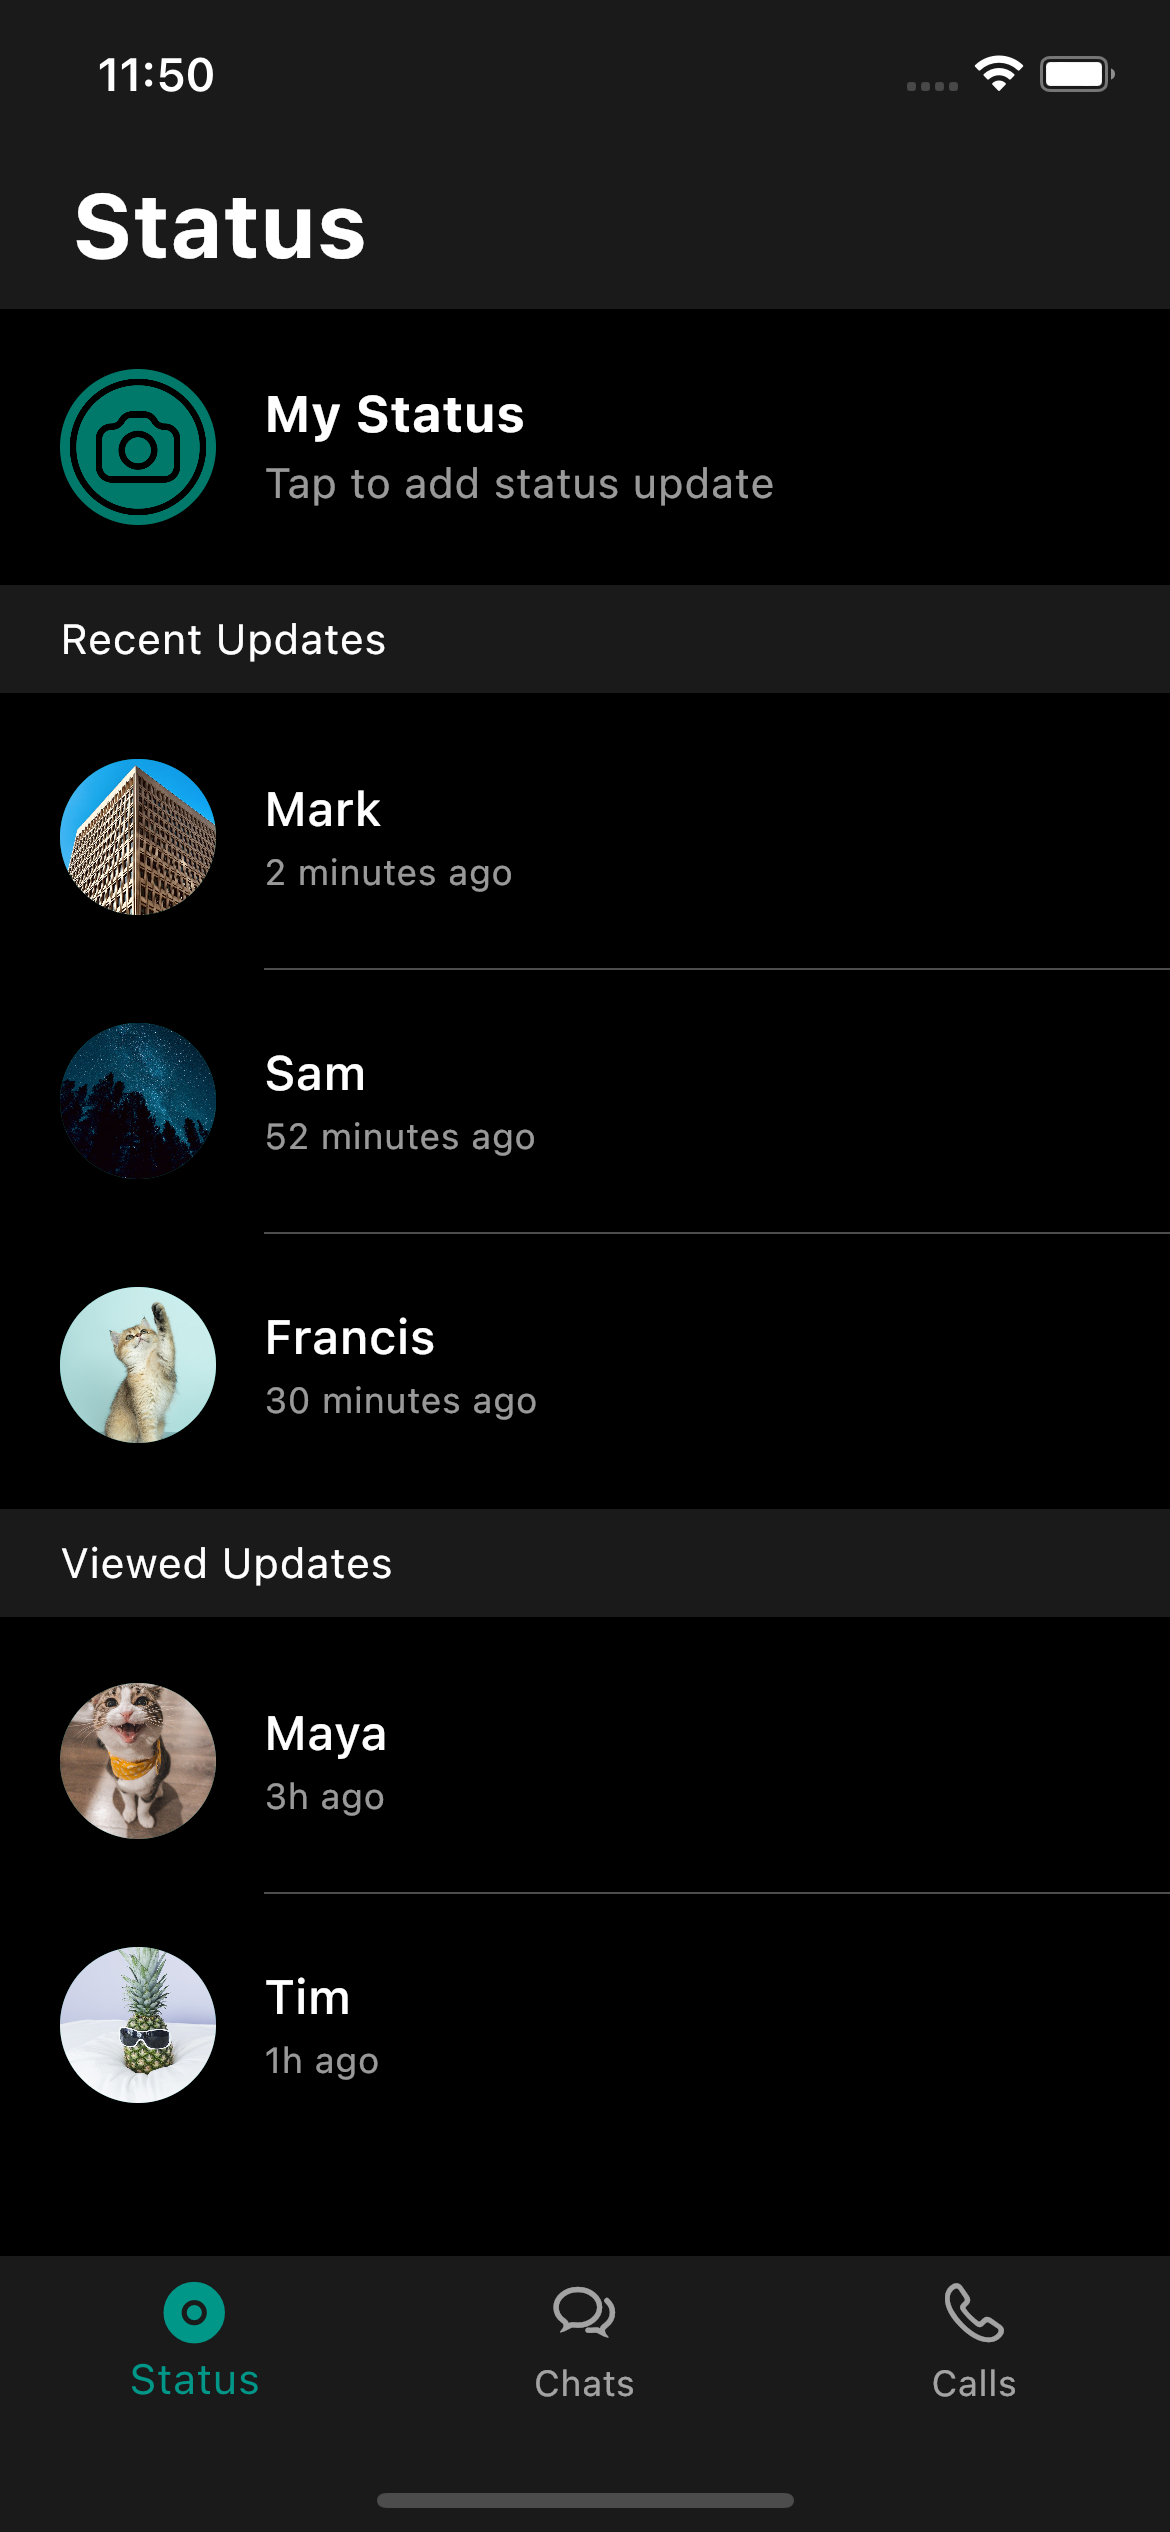 11:50
Status
My Status
Tap to add status update
Recent Updates
Mark
2 minutes ago
Sam
52 minutes ago
Francis
30 minutes ago
Viewed Updates
Maya
3h ago
Tim
1h ago
Status
Chats
Calls